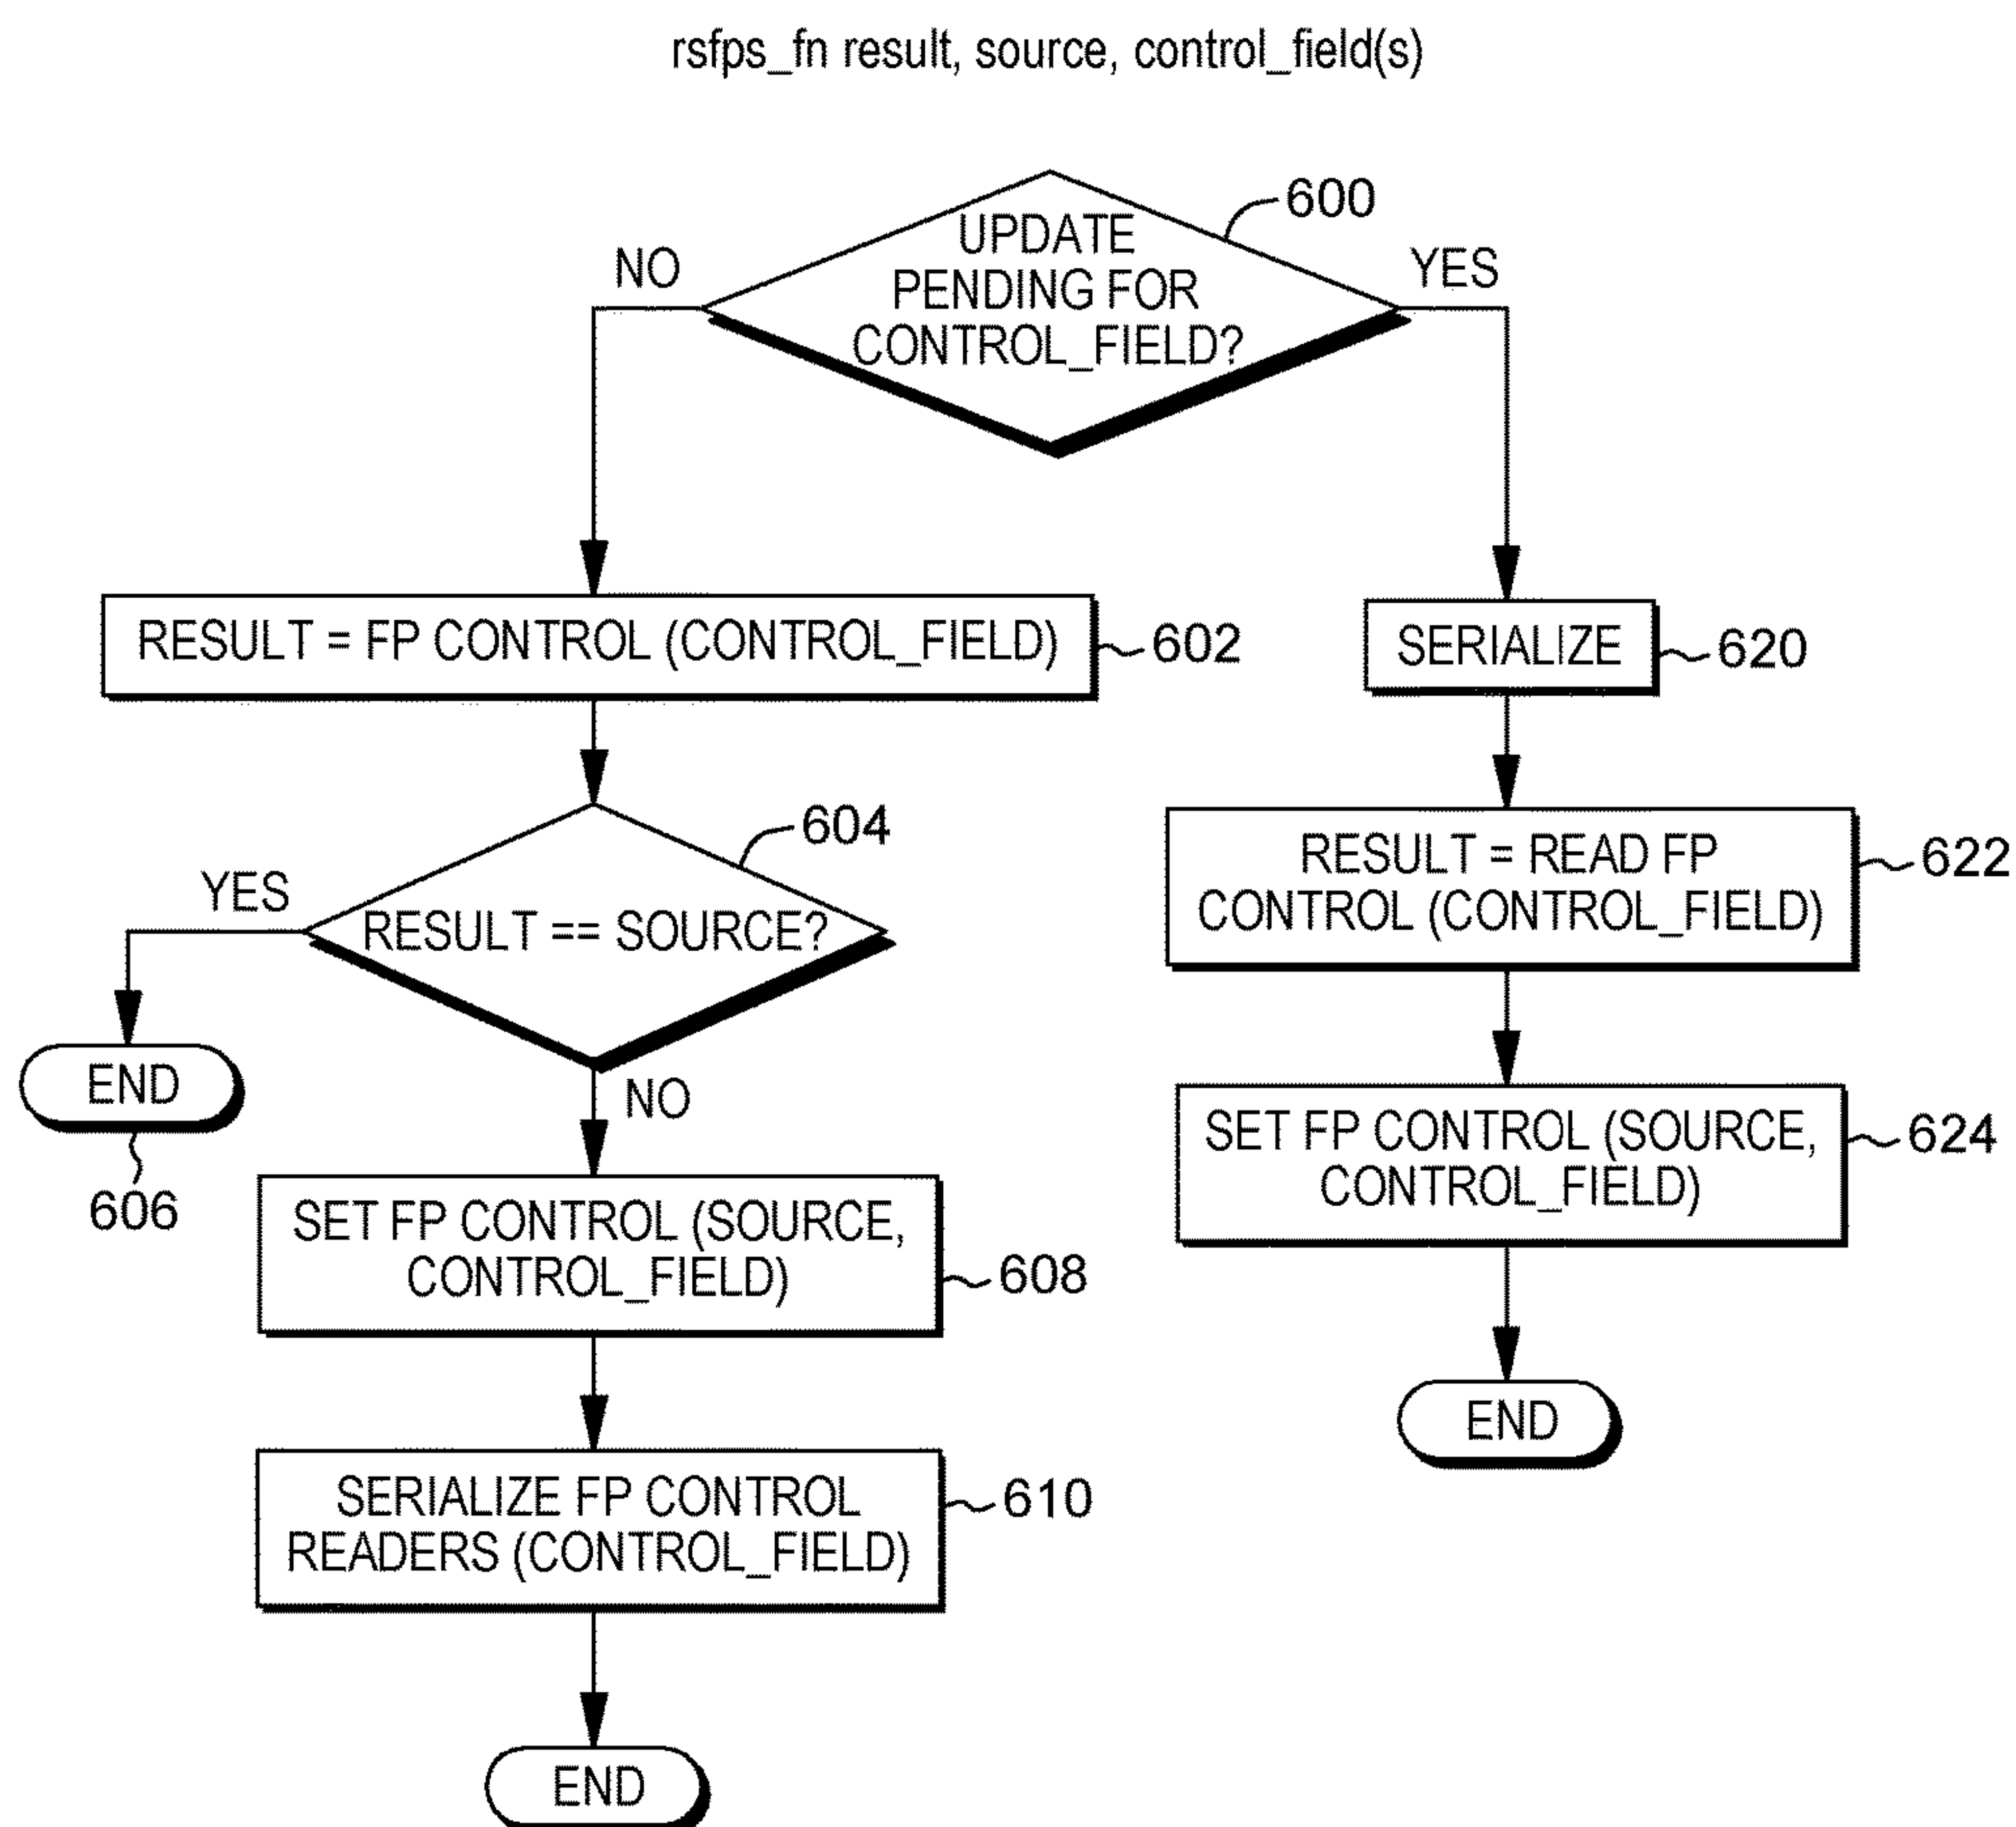 rsfps_fn result, source, control_field(s)
600
UPDATE
PENDING FOR
CONTROL_FIELD?
NO
YES
RESULT = FP CONTROL (CONTROL_FIELD)
602
SERIALIZE
620
604
RESULT == SOURCE?
YES
NO
RESULT = READ FP
CONTROL (CONTROL_FIELD)
622
END
606
SET FP CONTROL (SOURCE,
CONTROL_FIELD)
624
SET FP CONTROL (SOURCE,
CONTROL_FIELD)
608
END
SERIALIZE FP CONTROL
READERS (CONTROL_FIELD)
610
END